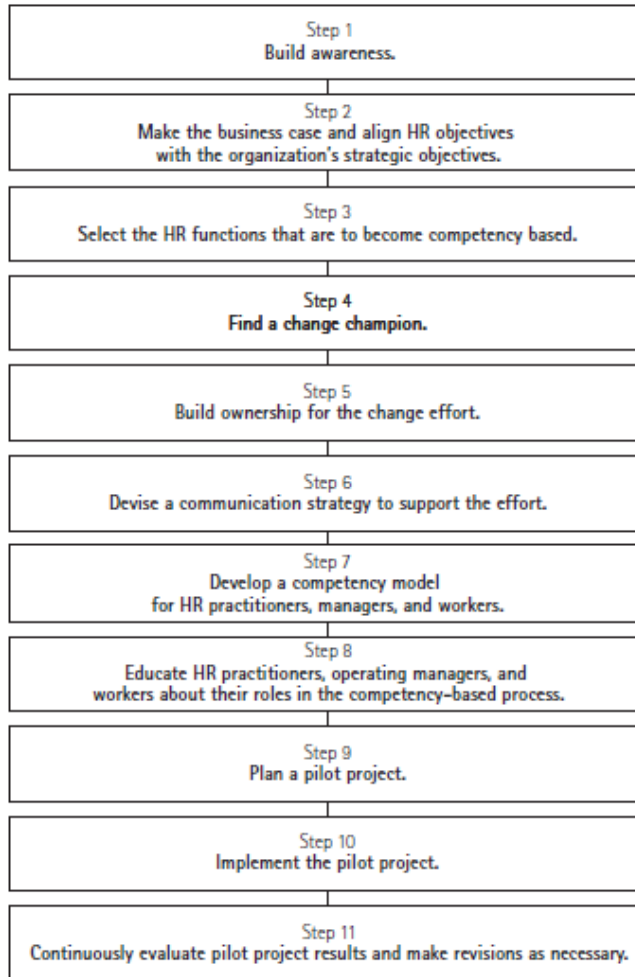 Step 1
Build awareness.
Step 2
Make the business case and align HR objectives
with the organization's strategic objectives.
Step 3
Select the HR functions that are to become competency based.
Step 4
Find a change champion.
Step 5
Build ownership for the change effort.
Step 6
Devise a communication strategy to support the effort.
Step 7
Develop a competency model
for HR practitioners, managers, and workers.
Step 8
Educate HR practitioners, operating managers, and
workers about their roles in the competency-based process.
Step 9
Plan a pilot project.
Step 10
Implement the pilot project.
Step 11
Continuously evaluate pilot project results and make revisions as necessary.